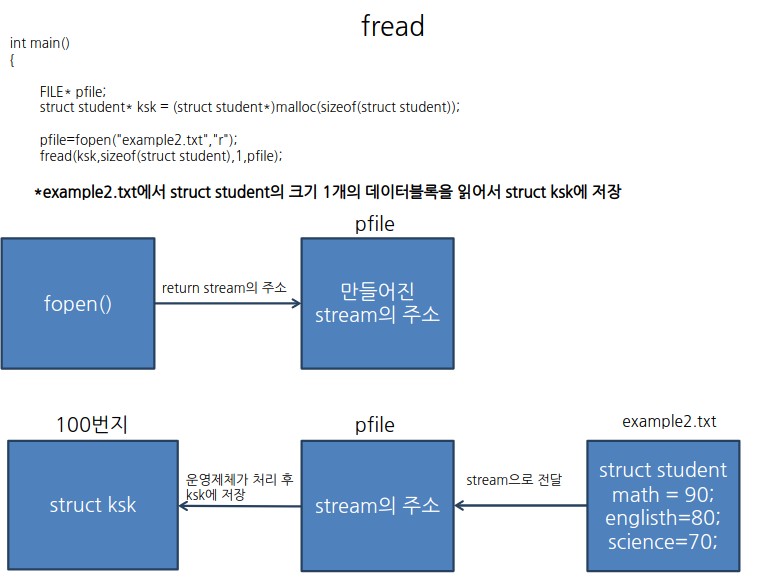 fread
int main()
{
FILE* pfile;
struct student* ksk = (struct student*)malloc(sizeof(struct student));
pfile=fopen("example2.txt","r");
fread(ksk,sizeof(struct student),1,pfile);
*example2.txt에서 struct student의 크기 1개의 데이터블록을 읽어서 struct ksk에 저장
pfile
fopen()
return stream의 주소
만들어진
stream의 주소
100번지
pfile
example2.txt
struct ksk
운영제체가 처리 후
ksk에 저장
stream의 주소
stream으로 전달
struct student
math = 90;
englisth=80;
science=70;